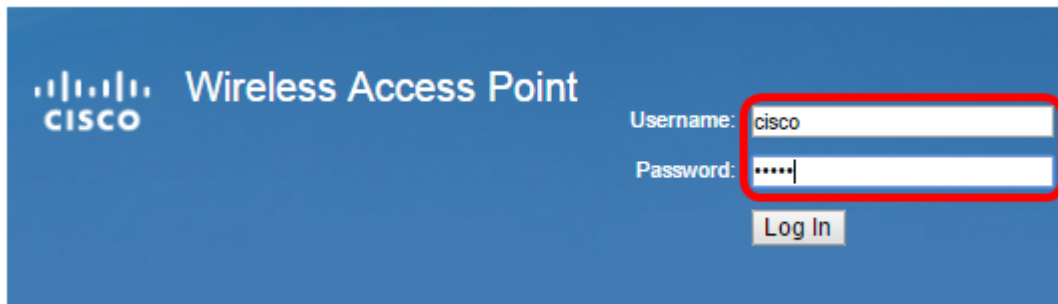 CISCO
Wireless Access Point
Username: cisco
Password: •••••
Log In